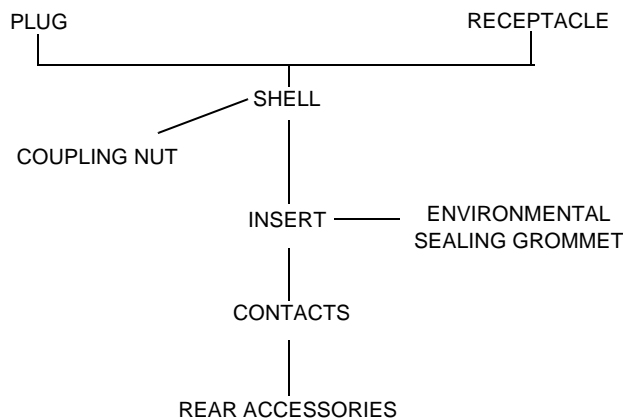 PLUG
RECEPTACLE
SHELL
COUPLING NUT
INSERT
ENVIRONMENTAL
SEALING GROMMET
CONTACTS
REAR ACCESSORIES